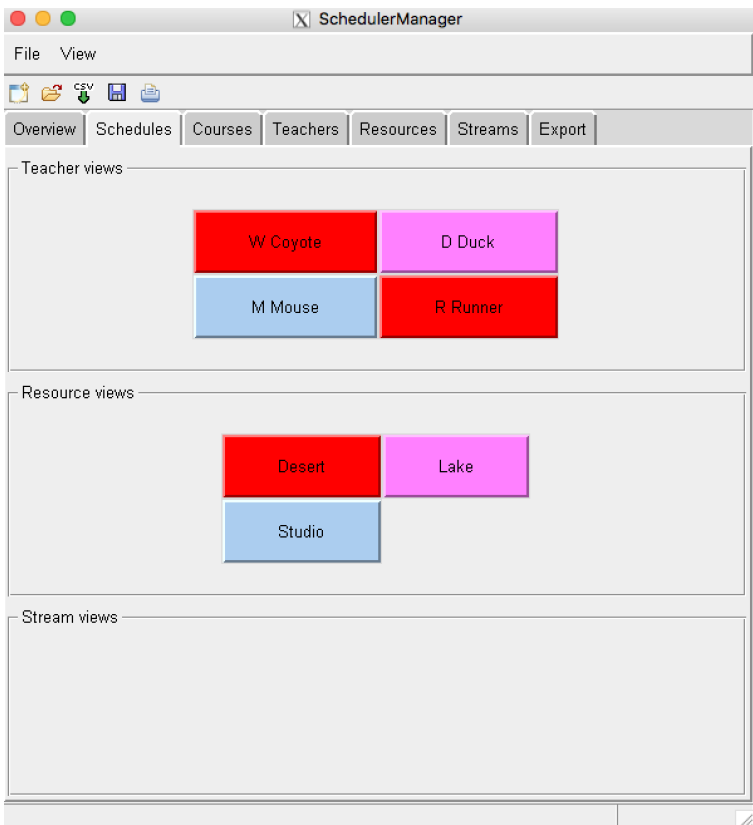 SchedulerManager
File View
CSV
Overview Schedules Courses Teachers Resources Streams Export
Teacher views
W Coyote D Duck
M Mouse R Runner
Resource views
Desert Lake
Studio
Stream views